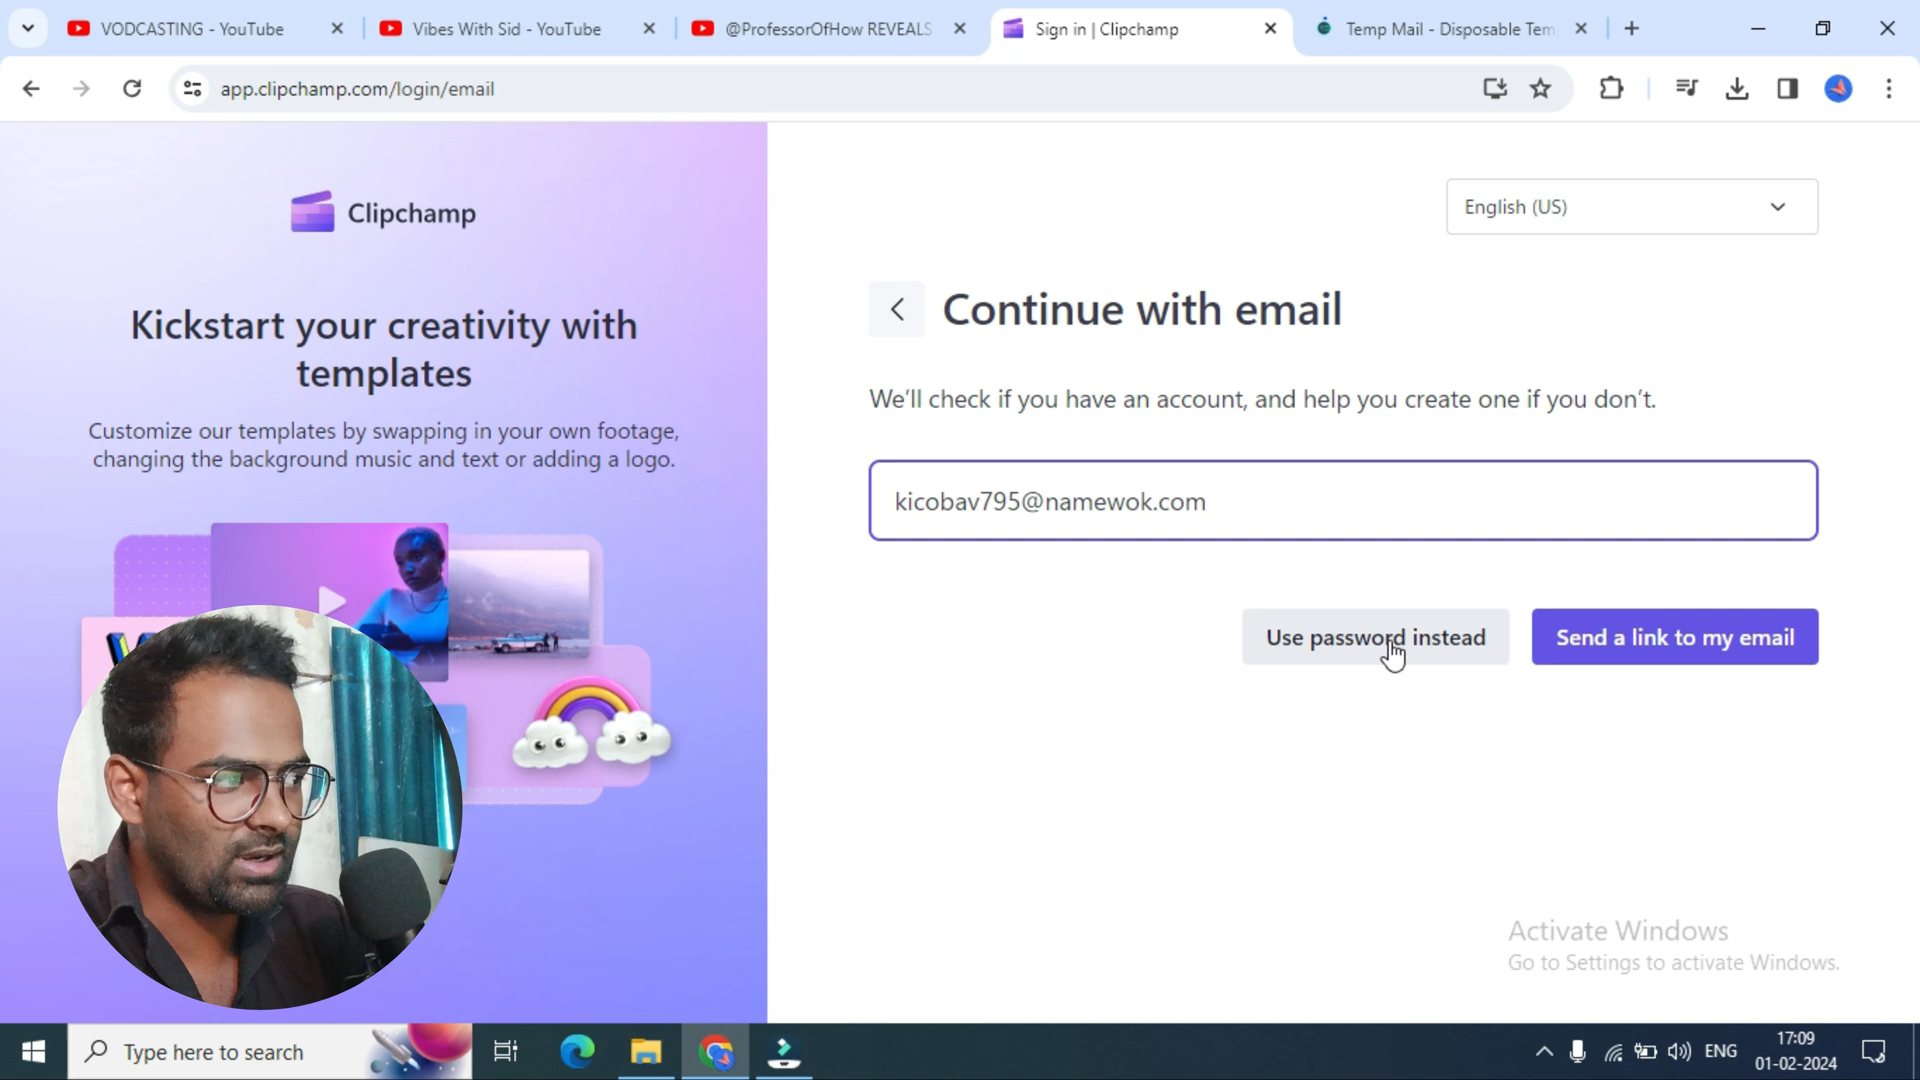 VODCASTING - YouTube
Vibes With Sid - YouTube
@ProfessorOfHow REVEALS
Sign in | Clipchamp
Temp Mail - Disposable Tem
app.clipchamp.com/login/email
Clipchamp
Kickstart your creativity with
templates
Customize our templates by swapping in your own footage,
changing the background music and text or adding a logo.
English (US)
Continue with email
We'll check if you have an account, and help you create one if you don't.
kicobav795@namewok.com
Use password instead
Send a link to my email
Activate Windows
Go to Settings to activate Windows.
Type here to search
ENG
17:09
01-02-2024